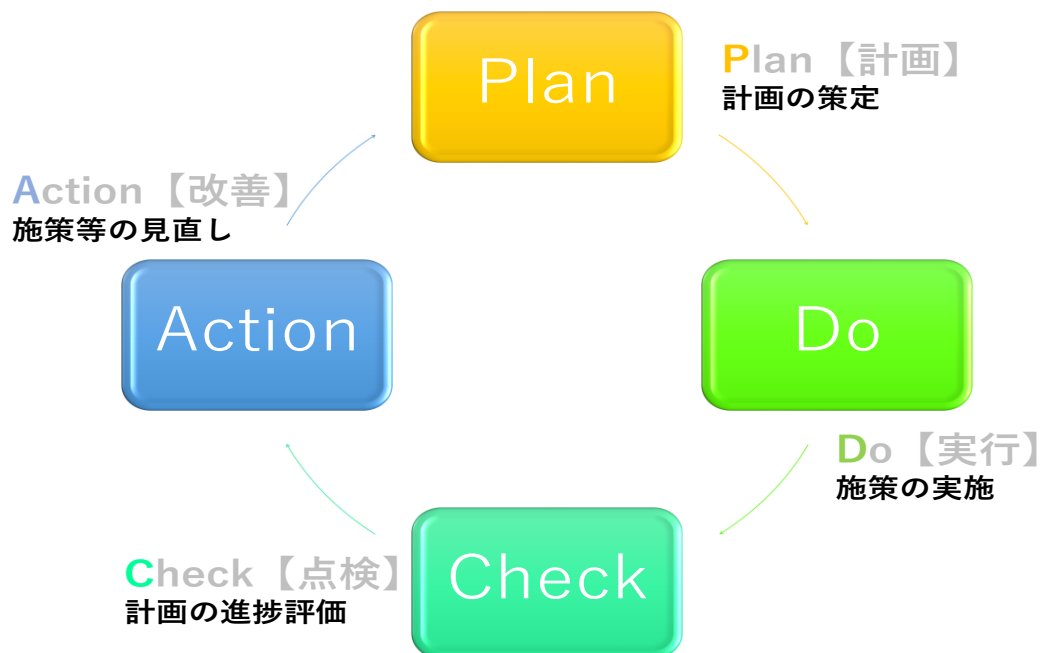 Plan
Plan【計画】
計画の策定
Action【改善】
施策等の見直し
Action
Do
Do【実行】
施策の実施
Check
Check【点検】
計画の進捗評価